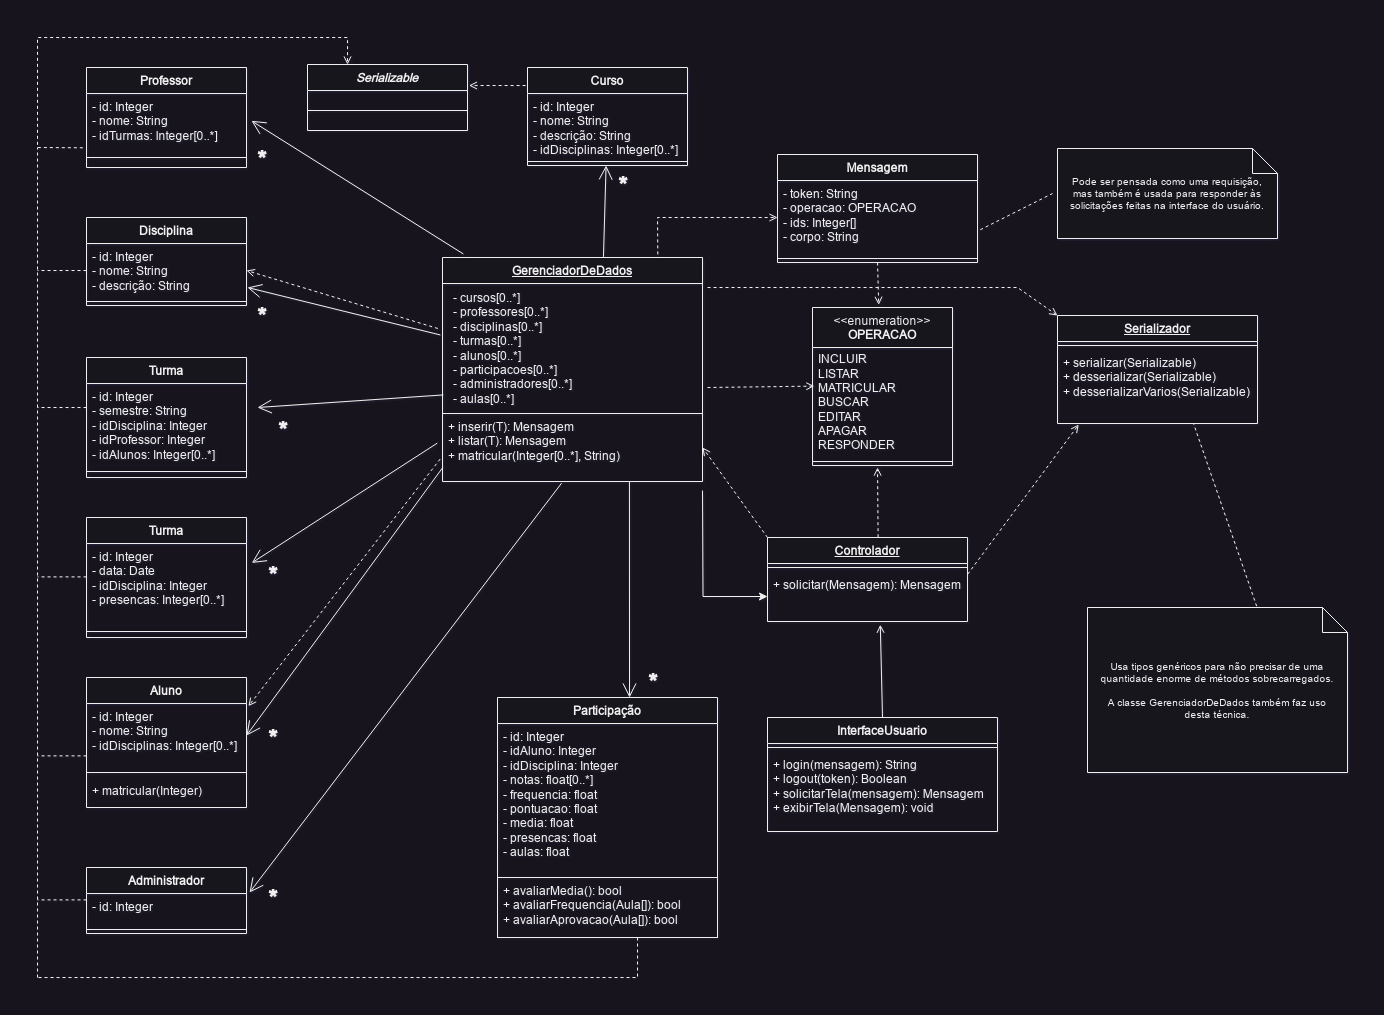 Professor
- id: Integer
- nome: String
- idTurmas: Integer[0..*]
*
Serializable
Curso
- id: Integer
- nome: String
- descrição: String
- idDisciplinas: Integer[0..*]
*
Mensagem
- token: String
- operacao: OPERACAO
- ids: Integer[]
- corpo: String
Pode ser pensada como uma requisição,
mas também é usada para responder às
solicitações feitas na interface do usuário.
Disciplina
- id: Integer
- nome: String
- descrição: String
*
GerenciadorDeDados
- cursos[0..*]
- professores[0..*]
- disciplinas[0..*]
- turmas[0..*]
- alunos[0..*]
- participacoes[0..*]
- administradores[0..*]
- aulas[0..*]
+ inserir(T): Mensagem
+ listar(T): Mensagem
+ matricular(Integer[0..*], String)
<<enumeration>>
OPERACAO
INCLUIR
LISTAR
MATRICULAR
BUSCAR
EDITAR
APAGAR
RESPONDER
Serializador
+ serializar(Serializable)
+ desserializar(Serializable)
+ desserializarVarios(Serializable)
Turma
- id: Integer
- semestre: String
- idDisciplina: Integer
- idProfessor: Integer
- idAlunos: Integer[0..*]
*
Turma
- id: Integer
- data: Date
- idDisciplina: Integer
- presencas: Integer[0..*]
*
Controlador
+ solicitar(Mensagem): Mensagem
Aluno
- id: Integer
- nome: String
- idDisciplinas: Integer[0..*]
+ matricular(Integer)
*
*
Participação
- id: Integer
- idAluno: Integer
- idDisciplina: Integer
- notas: float[0..*]
- frequencia: float
- pontuacao: float
- media: float
- presencas: float
- aulas: float
+ avaliarMedia(): bool
+ avaliarFrequencia(Aula[]): bool
+ avaliarAprovacao(Aula[]): bool
InterfaceUsuario
+ login(mensagem): String
+ logout(token): Boolean
+ solicitarTela(mensagem): Mensagem
+ exibirTela(Mensagem): void
Usa tipos genéricos para não precisar de uma
quantidade enorme de métodos sobrecarregados.
A classe GerenciadorDeDados também faz uso
desta técnica.
Administrador
- id: Integer
*